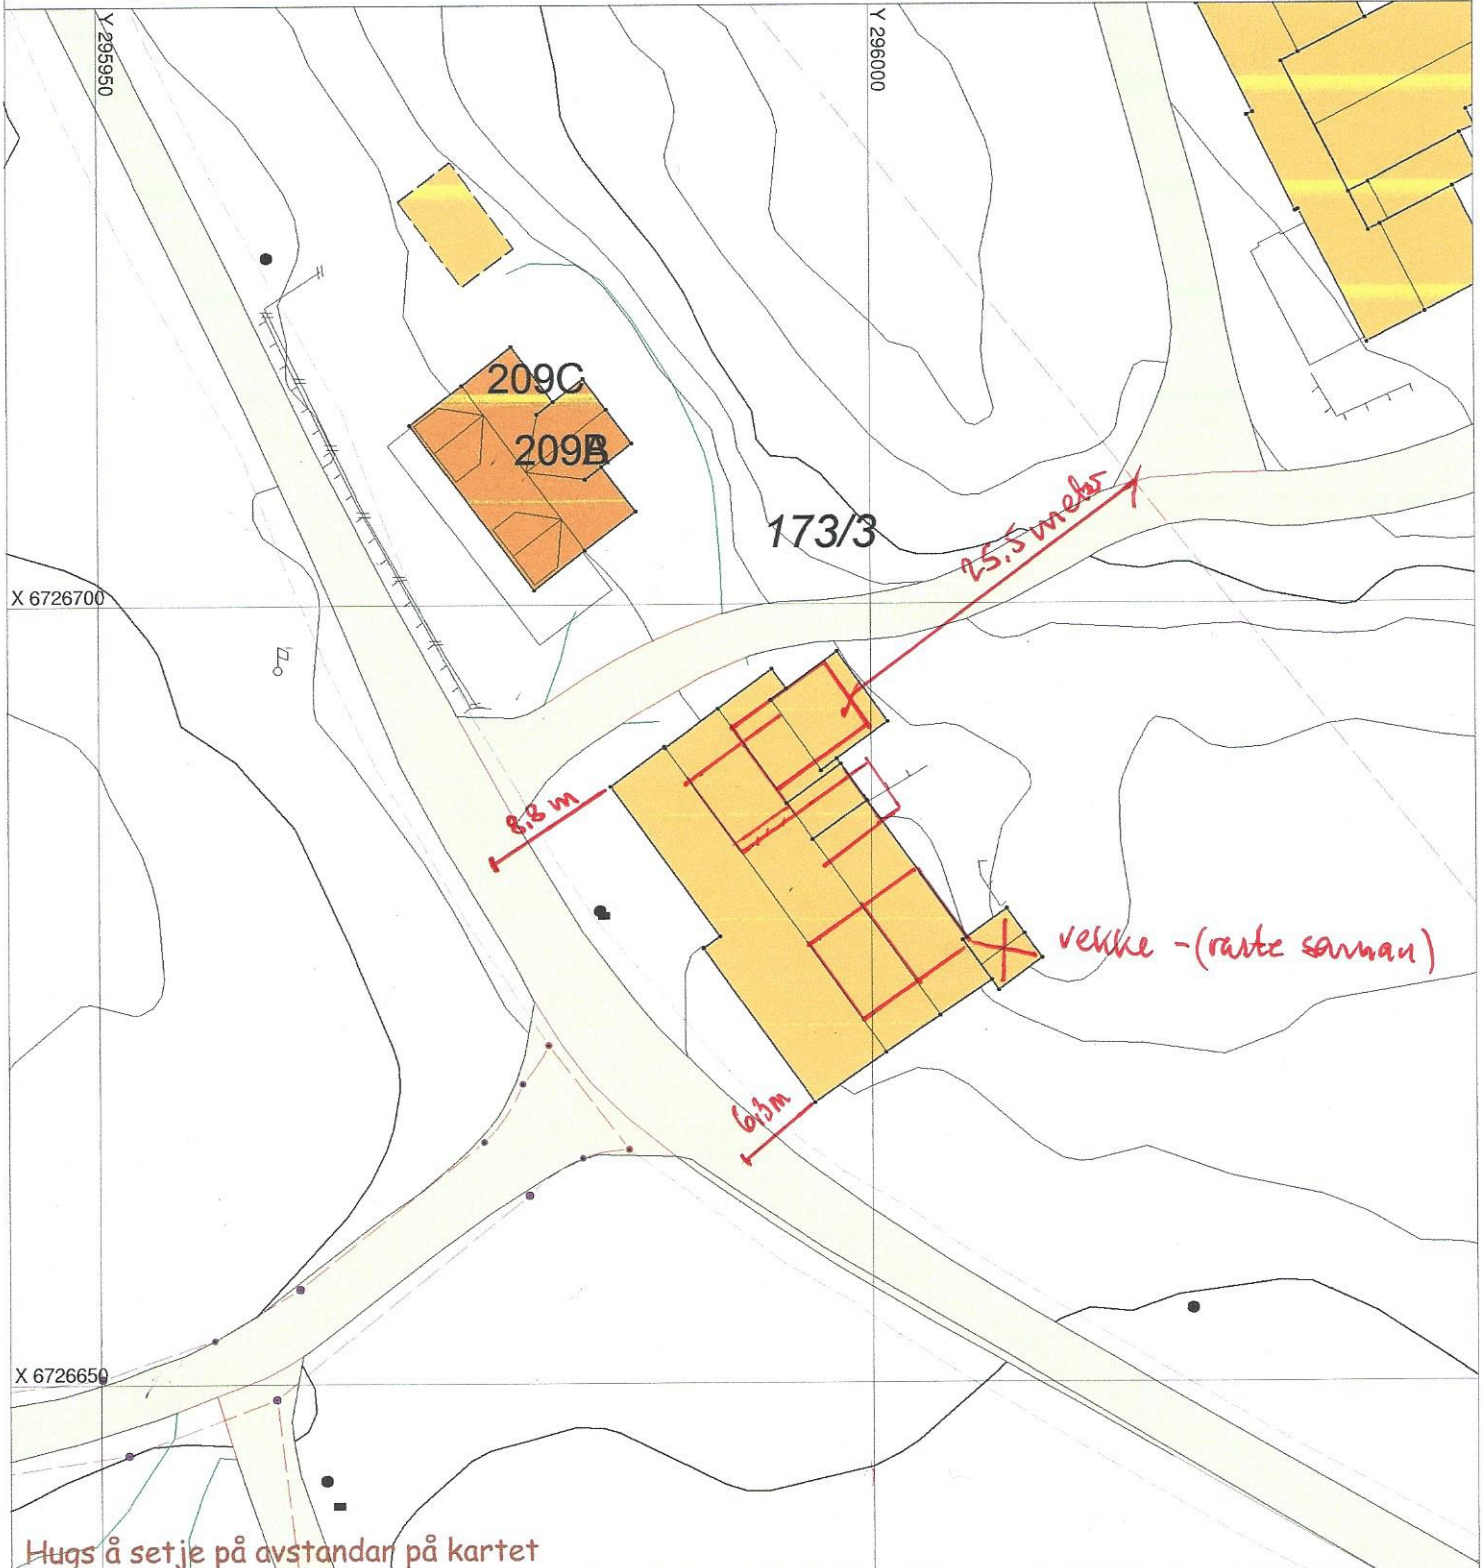 Y 295950
Y 296000
209C
209B
173/3
25,5 meter
X 6726700
8,8 m
vekke - (raste saman)
6,3m
X 6726650
Hugs å setje på avstandar på kartet